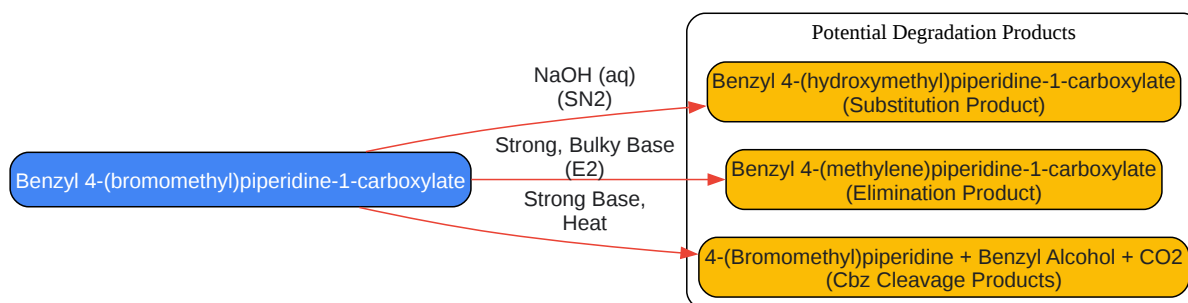 Potential Degradation Products
NaOH (aq)
(SN2)
Benzyl 4-(hydroxymethyl)piperidine-1-carboxylate
(Substitution Product)
Benzyl 4-(bromomethyl)piperidine-1-carboxylate
Strong, Bulky Base
(E2)
Benzyl 4-(methylene)piperidine-1-carboxylate
(Elimination Product)
Strong Base,
Heat
4-(Bromomethyl)piperidine + Benzyl Alcohol + CO2
(Cbz Cleavage Products)